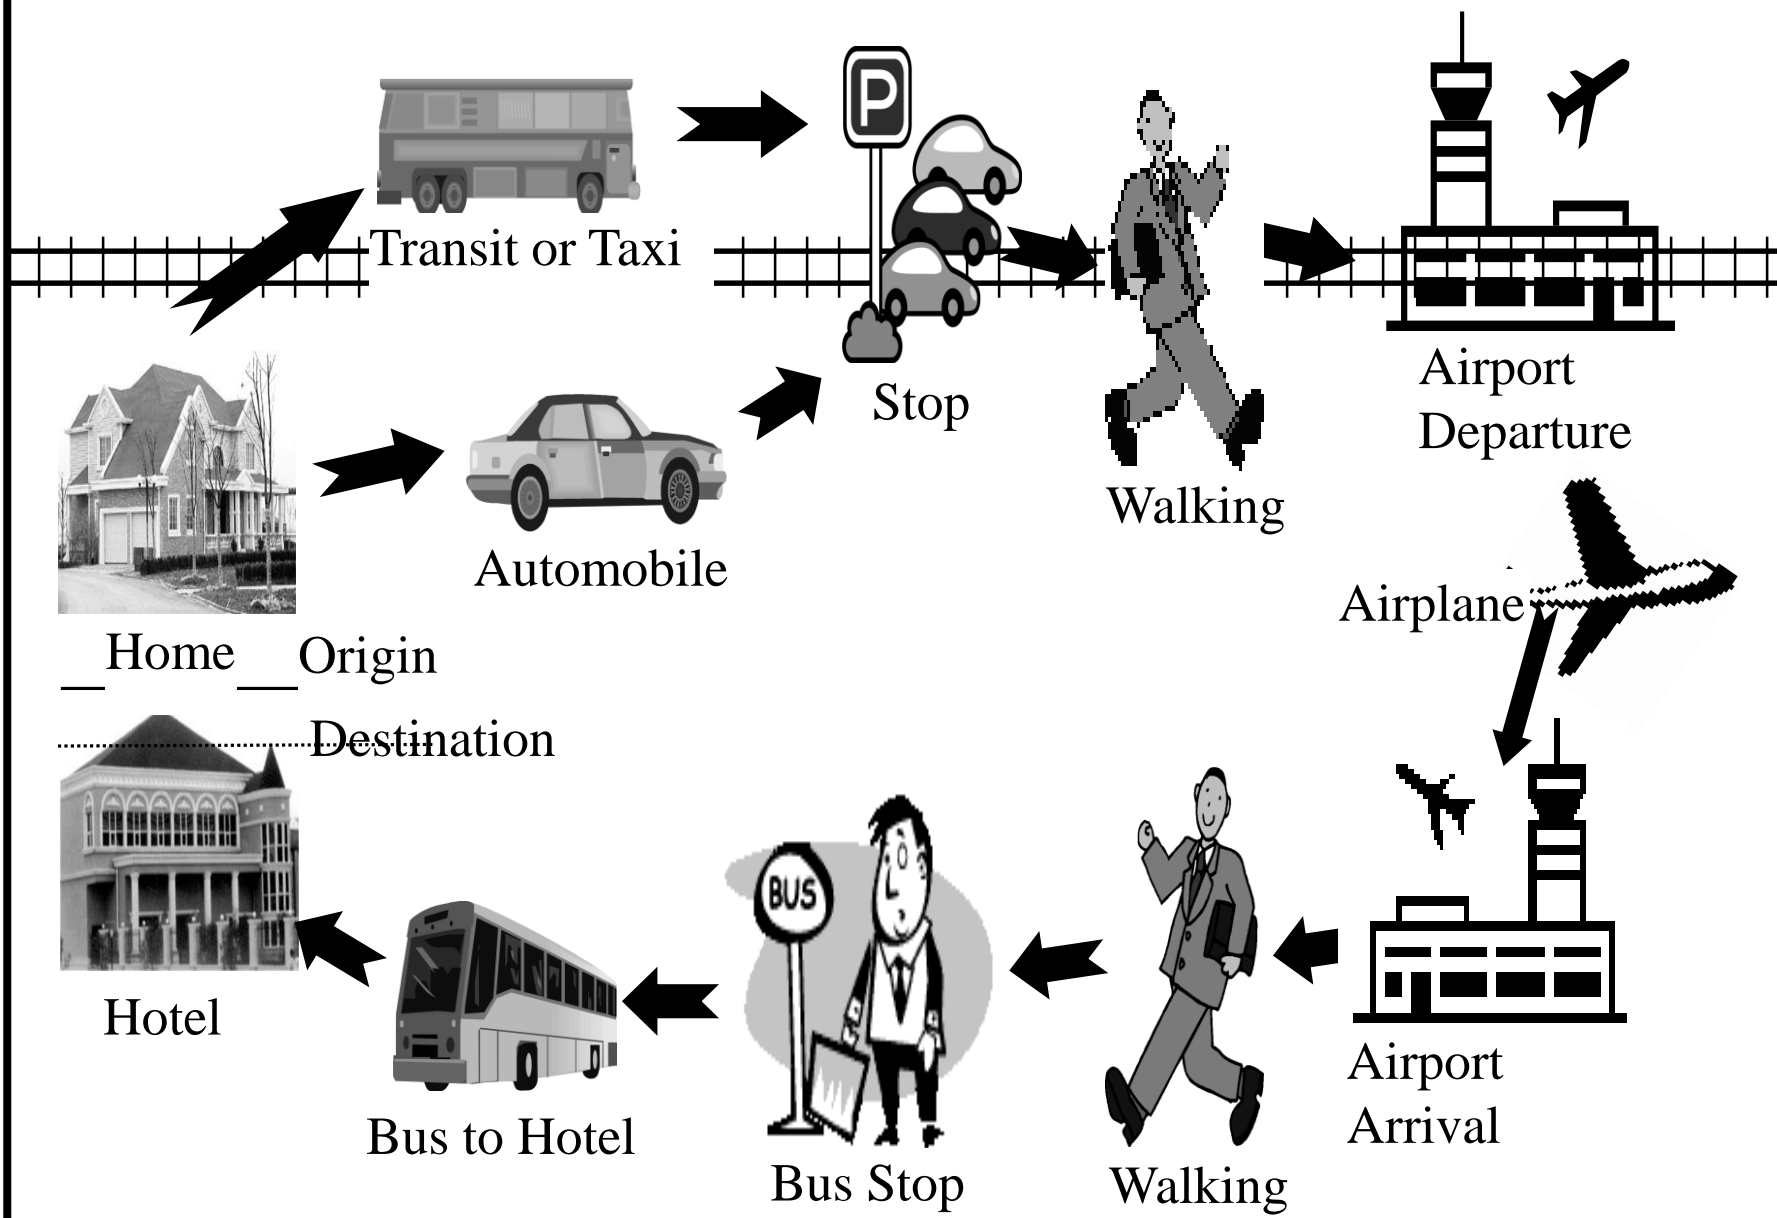 P
Transit or Taxi
Stop
Airport
Departure
Walking
Automobile
Airplane
Home
Origin
Destination
BUS
Hotel
Bus to Hotel
Bus Stop
Walking
Airport
Arrival